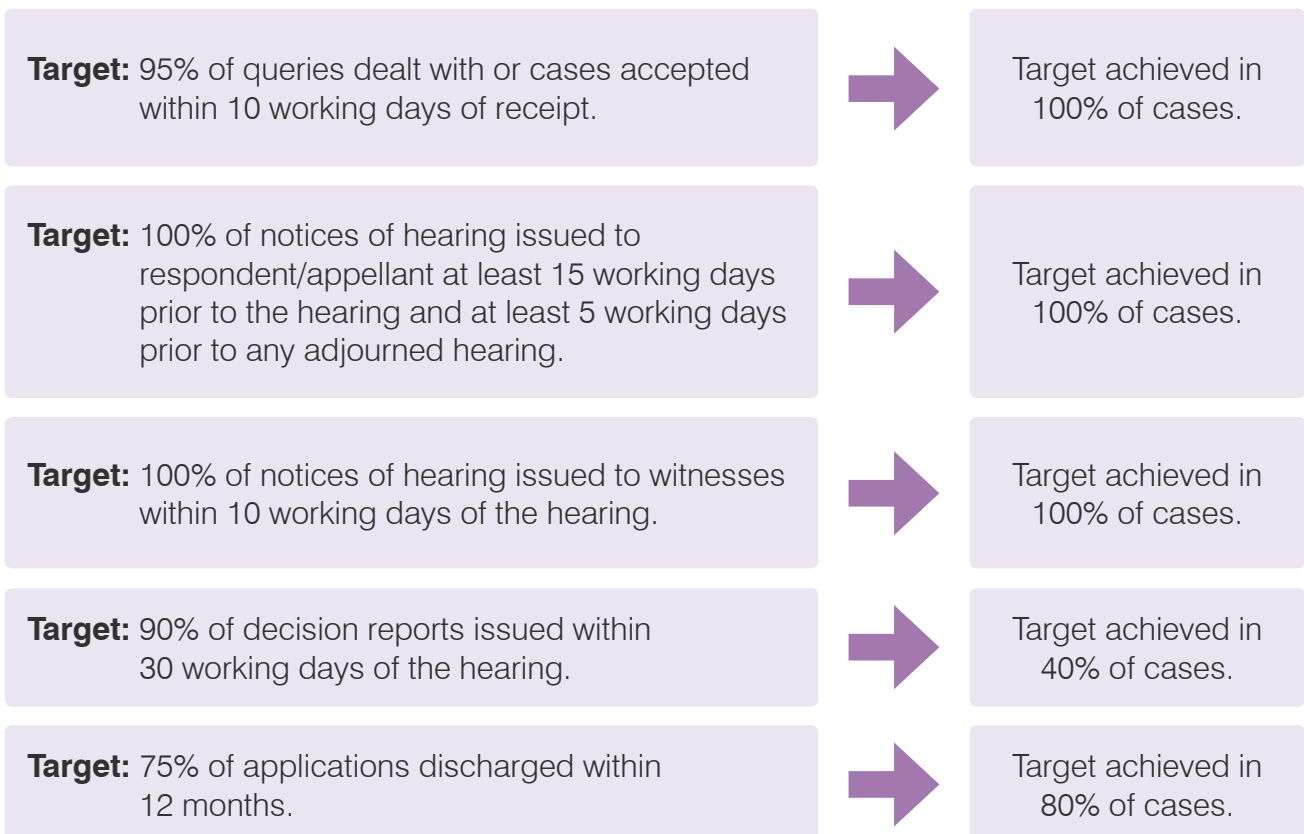 Target: 95% of queries dealt with or cases accepted
within 10 working days of receipt.
Target achieved in
100% of cases.
Target: 100% of notices of hearing issued to
respondent/appellant at least 15 working days
prior to the hearing and at least 5 working days
prior to any adjourned hearing.
Target achieved in
100% of cases.
Target: 100% of notices of hearing issued to witnesses
within 10 working days of the hearing.
Target achieved in
100% of cases.
Target: 90% of decision reports issued within
30 working days of the hearing.
Target achieved in
40% of cases.
Target: 75% of applications discharged within
12 months.
Target achieved in
80% of cases.